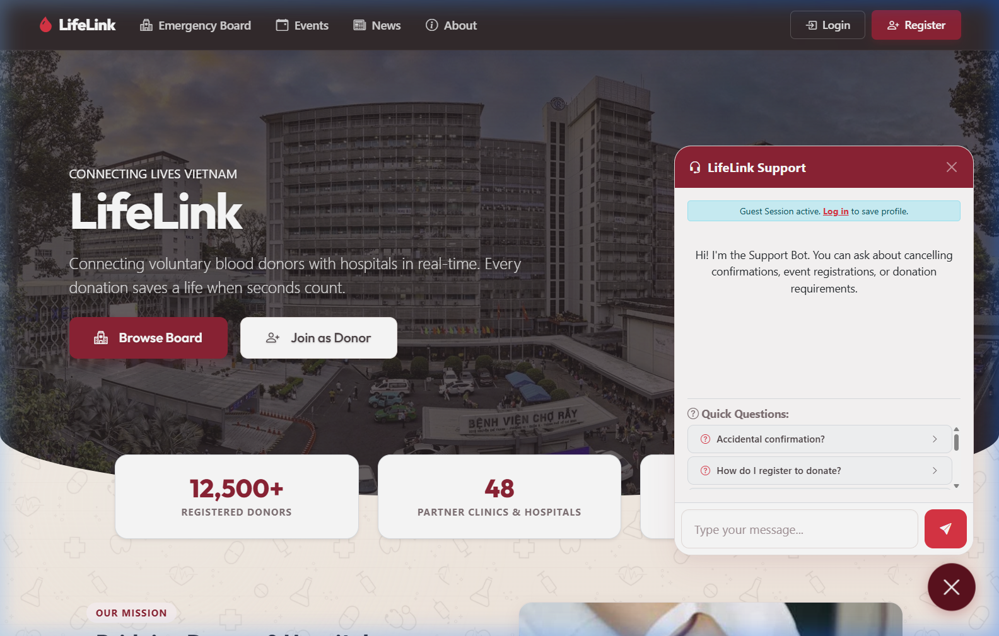 LifeLink
Emergency Board
Events
News
About
Login
Register
CONNECTING LIVES VIETNAM
LifeLink
Connecting voluntary blood donors with hospitals in real-time. Every
donation saves a life when seconds count.
Browse Board
Join as Donor
BỆNH VIỆN CHỢ RẪY
12,500+
REGISTERED DONORS
48
PARTNER CLINICS & HOSPITALS
OUR MISSION
LifeLink Support
Guest Session active. Log in to save profile.
Hi! I'm the Support Bot. You can ask about cancelling
confirmations, event registrations, or donation
requirements.
Quick Questions:
Accidental confirmation?
How do I register to donate?
Type your message...